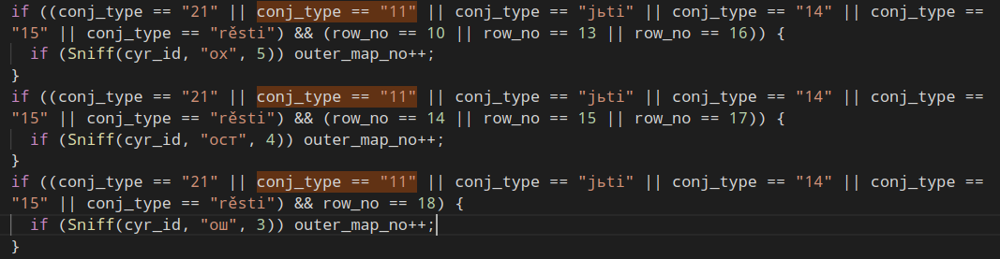 if ((conj_type == "21" || conj_type == "11" || conj_type == "jьti" || conj_type == "14" || conj_type ==
"15" || conj_type == "rěsti") && (row_no == 10 || row_no == 13 || row_no == 16)) {
  if (Sniff(cyr_id, "ох", 5)) outer_map_no++;
}
if ((conj_type == "21" || conj_type == "11" || conj_type == "jьti" || conj_type == "14" || conj_type ==
"15" || conj_type == "rěsti") && (row_no == 14 || row_no == 15 || row_no == 17)) {
  if (Sniff(cyr_id, "ост", 4)) outer_map_no++;
}
if ((conj_type == "21" || conj_type == "11" || conj_type == "jьti" || conj_type == "14" || conj_type ==
"15" || conj_type == "rěsti") && row_no == 18) {
  if (Sniff(cyr_id, "ош", 3)) outer_map_no++;
}